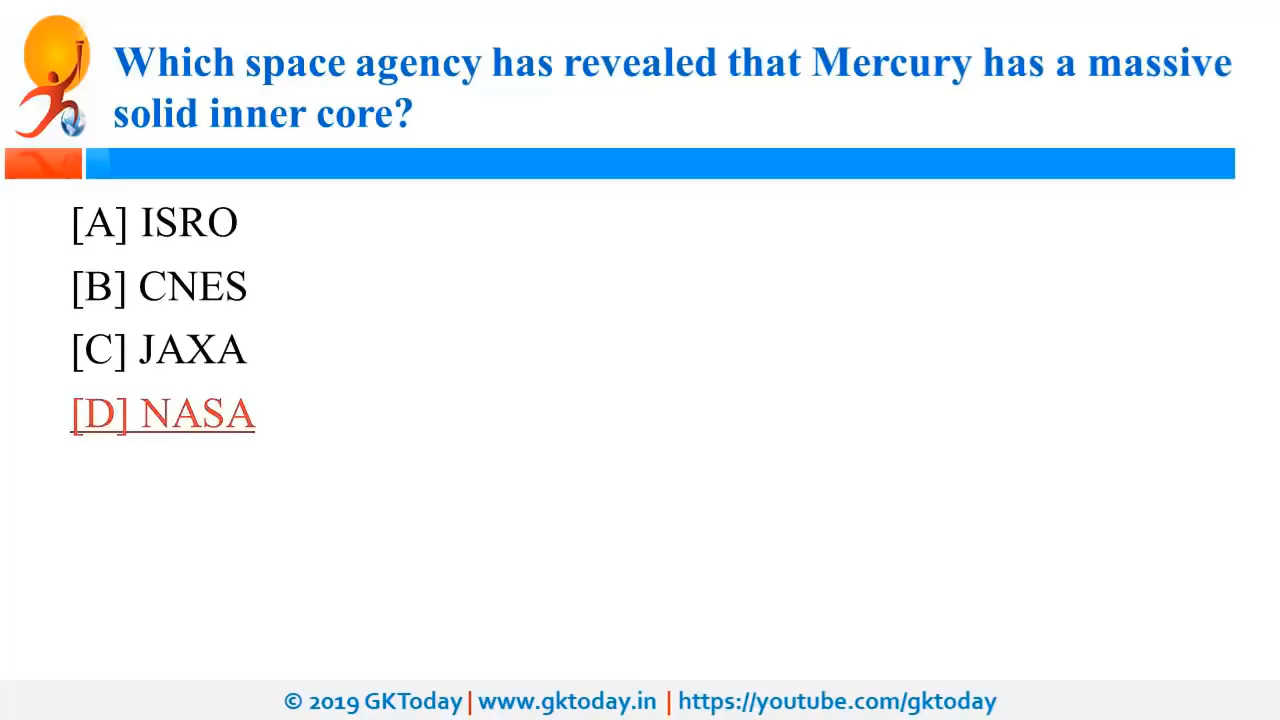 Which space agency has revealed that Mercury has a massive
solid inner core?
[A] ISRO
[B] CNES
[C] JAXA
[D] NASA
© 2019 GKToday | www.gktoday.in | https://youtube.com/gktoday